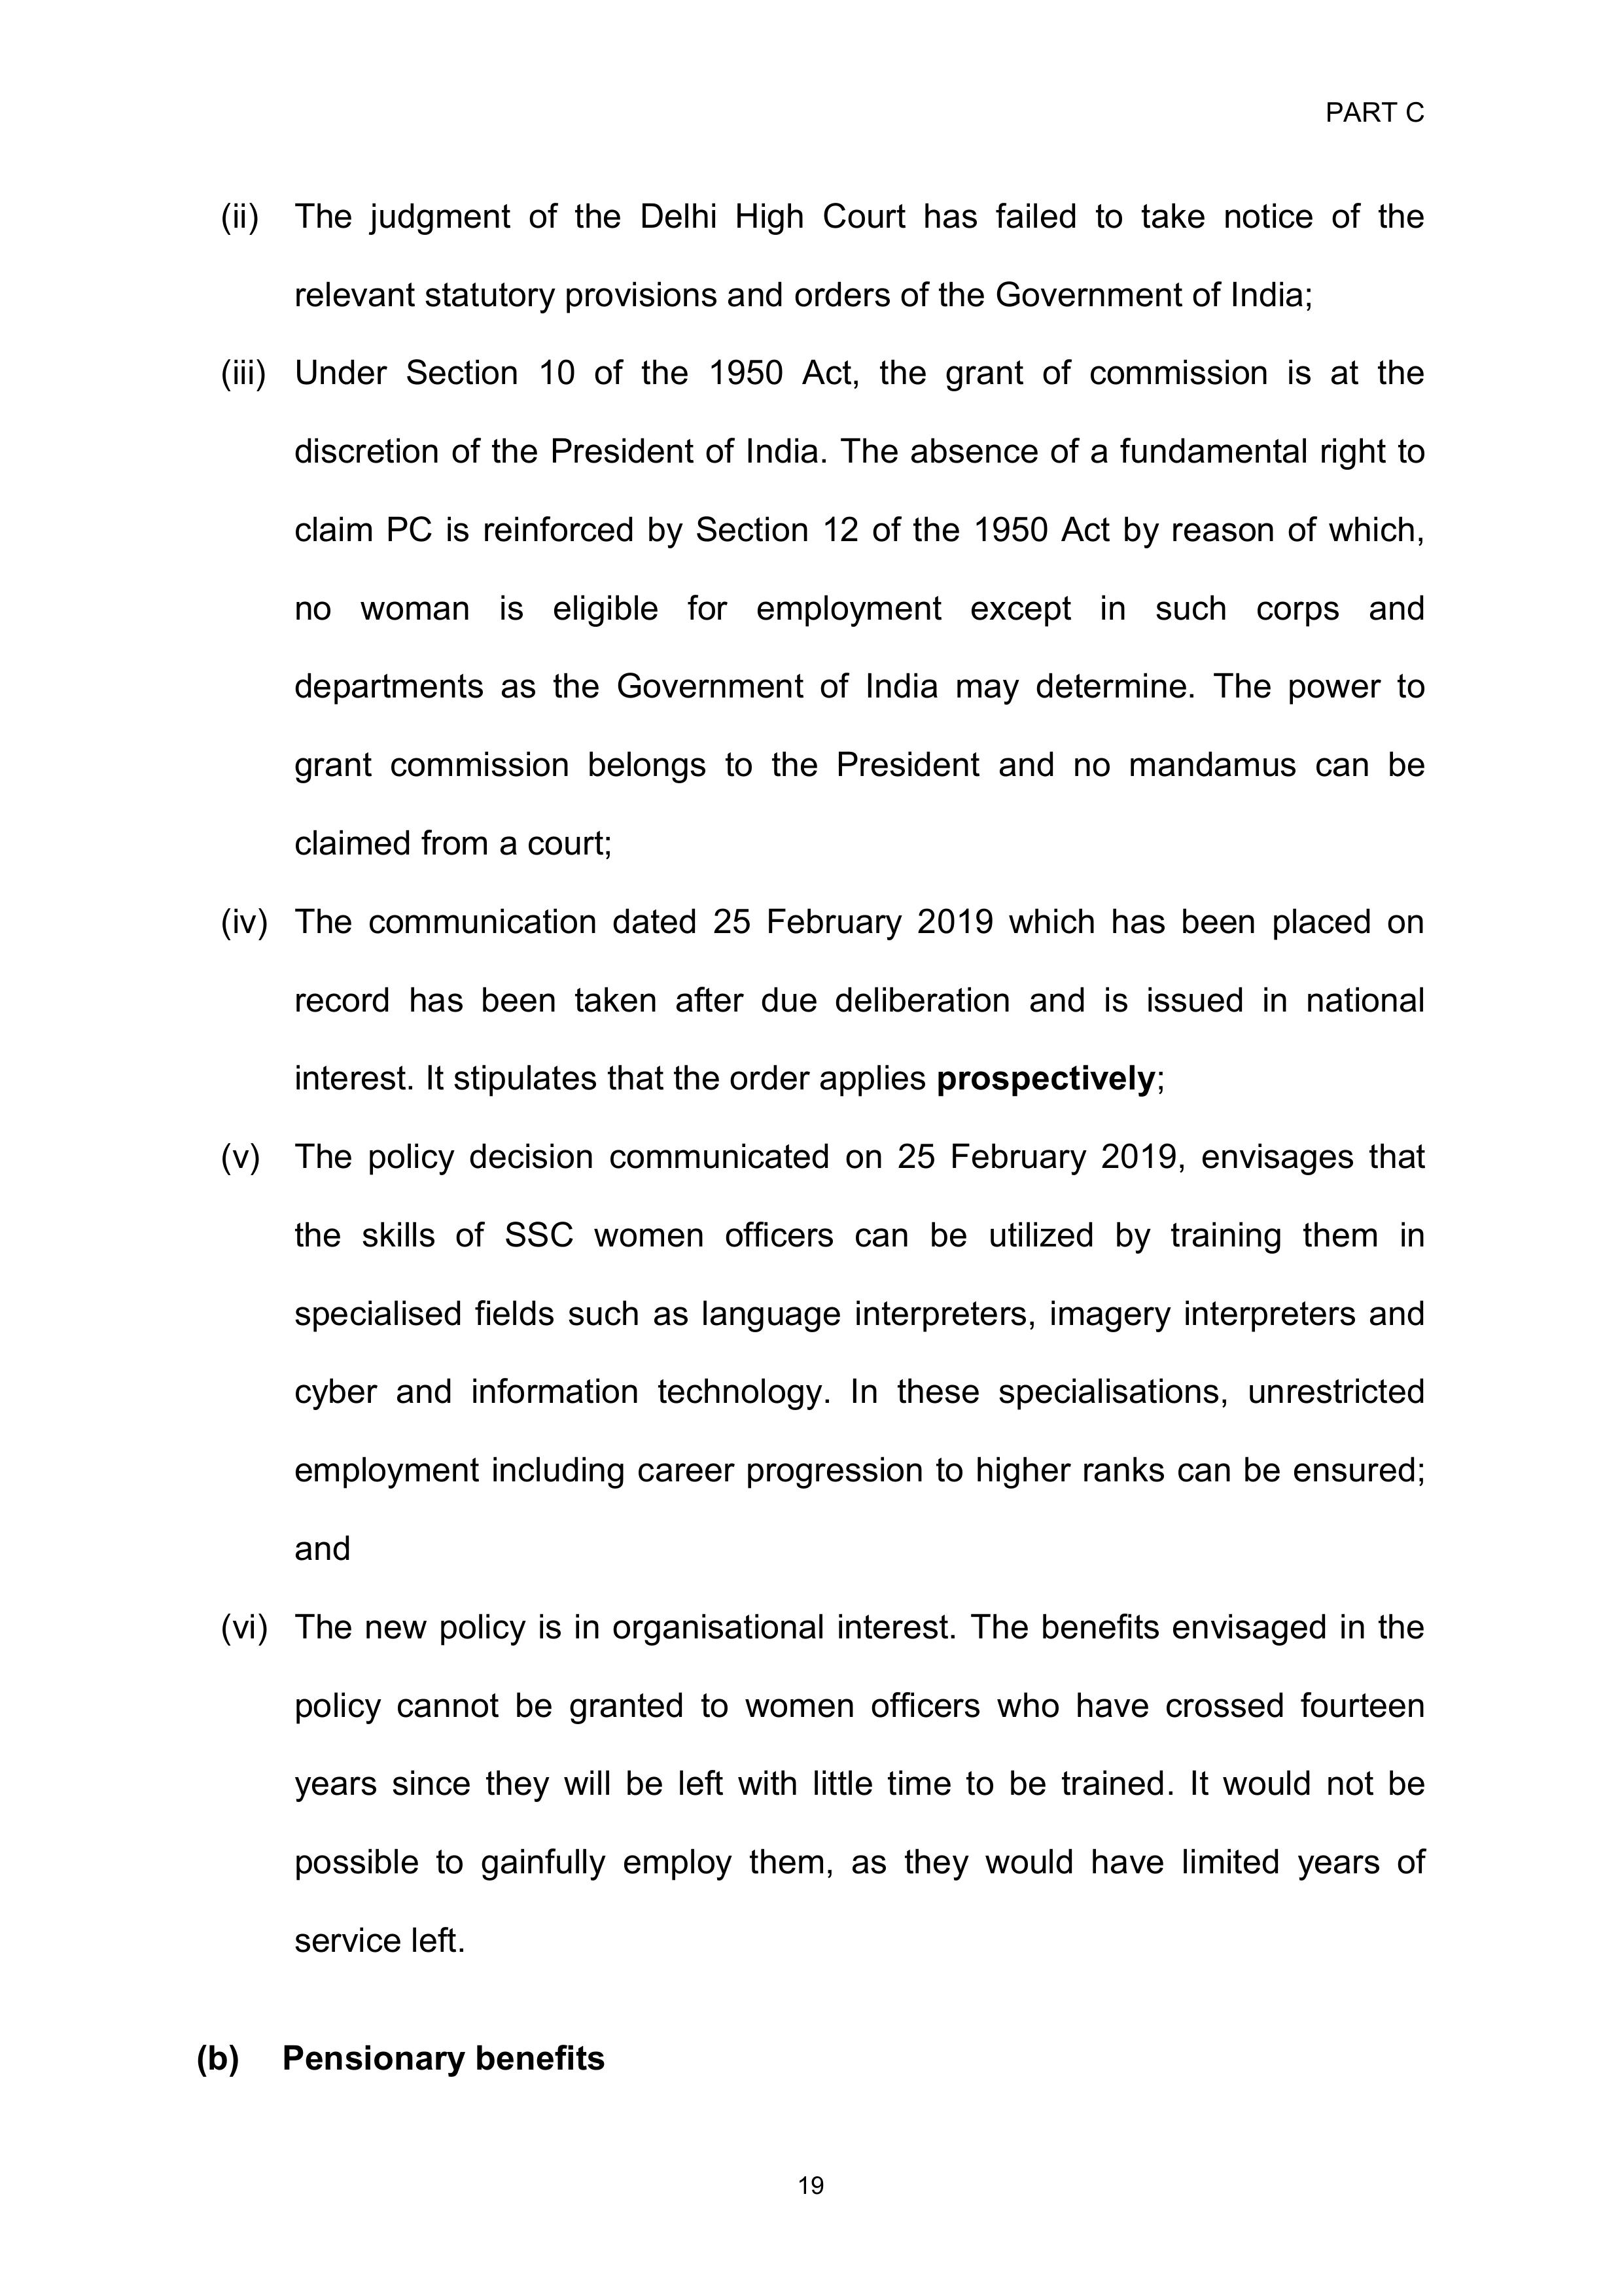 PART C
(ii) The judgment of the Delhi High Court has failed to take notice of the
relevant statutory provisions and orders of the Government of India;
(iii) Under Section 10 of the 1950 Act, the grant of commission is at the
discretion of the President of India. The absence of a fundamental right to
claim PC is reinforced by Section 12 of the 1950 Act by reason of which,
no woman is eligible for employment except in such corps and
departments as the Government of India may determine. The power to
grant commission belongs to the President and no mandamus can be
claimed from a court;
(iv) The communication dated 25 February 2019 which has been placed on
record has been taken after due deliberation and is issued in national
interest. It stipulates that the order applies prospectively;
(v) The policy decision communicated on 25 February 2019, envisages that
the skills of SSC women officers can be utilized by training them in
specialised fields such as language interpreters, imagery interpreters and
cyber and information technology. In these specialisations, unrestricted
employment including career progression to higher ranks can be ensured;
and
(vi) The new policy is in organisational interest. The benefits envisaged in the
policy cannot be granted to women officers who have crossed fourteen
years since they will be left with little time to be trained. It would not be
possible to gainfully employ them, as they would have limited years of
service left.
(b) Pensionary benefits
19